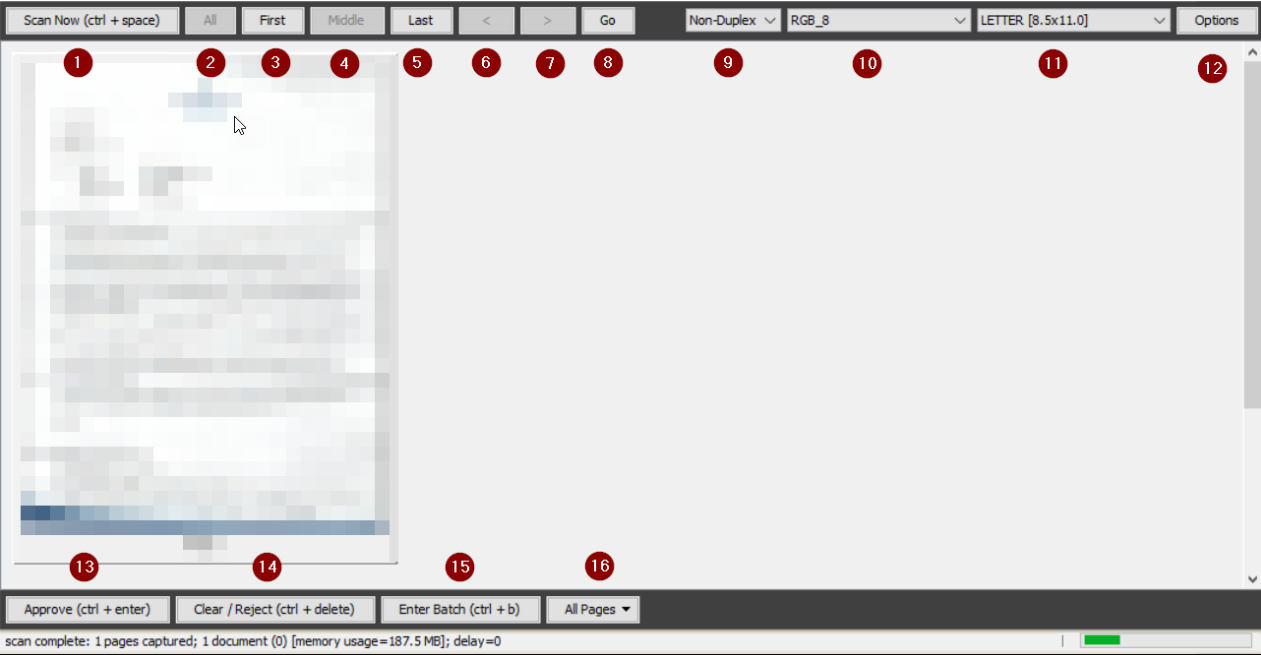 Scan Now (ctrl + space) All First Middle Last < > Go Non-Duplex RGB_8 LETTER [8.5x11.0] Options
1 2 3 4 5 6 7 8 9 10 11 12
13 14 15 16
Approve (ctrl + enter) Clear / Reject (ctrl + delete) Enter Batch (ctrl + b) All Pages
scan complete: 1 pages captured; 1 document (0) [memory usage=187.5 MB]; delay=0